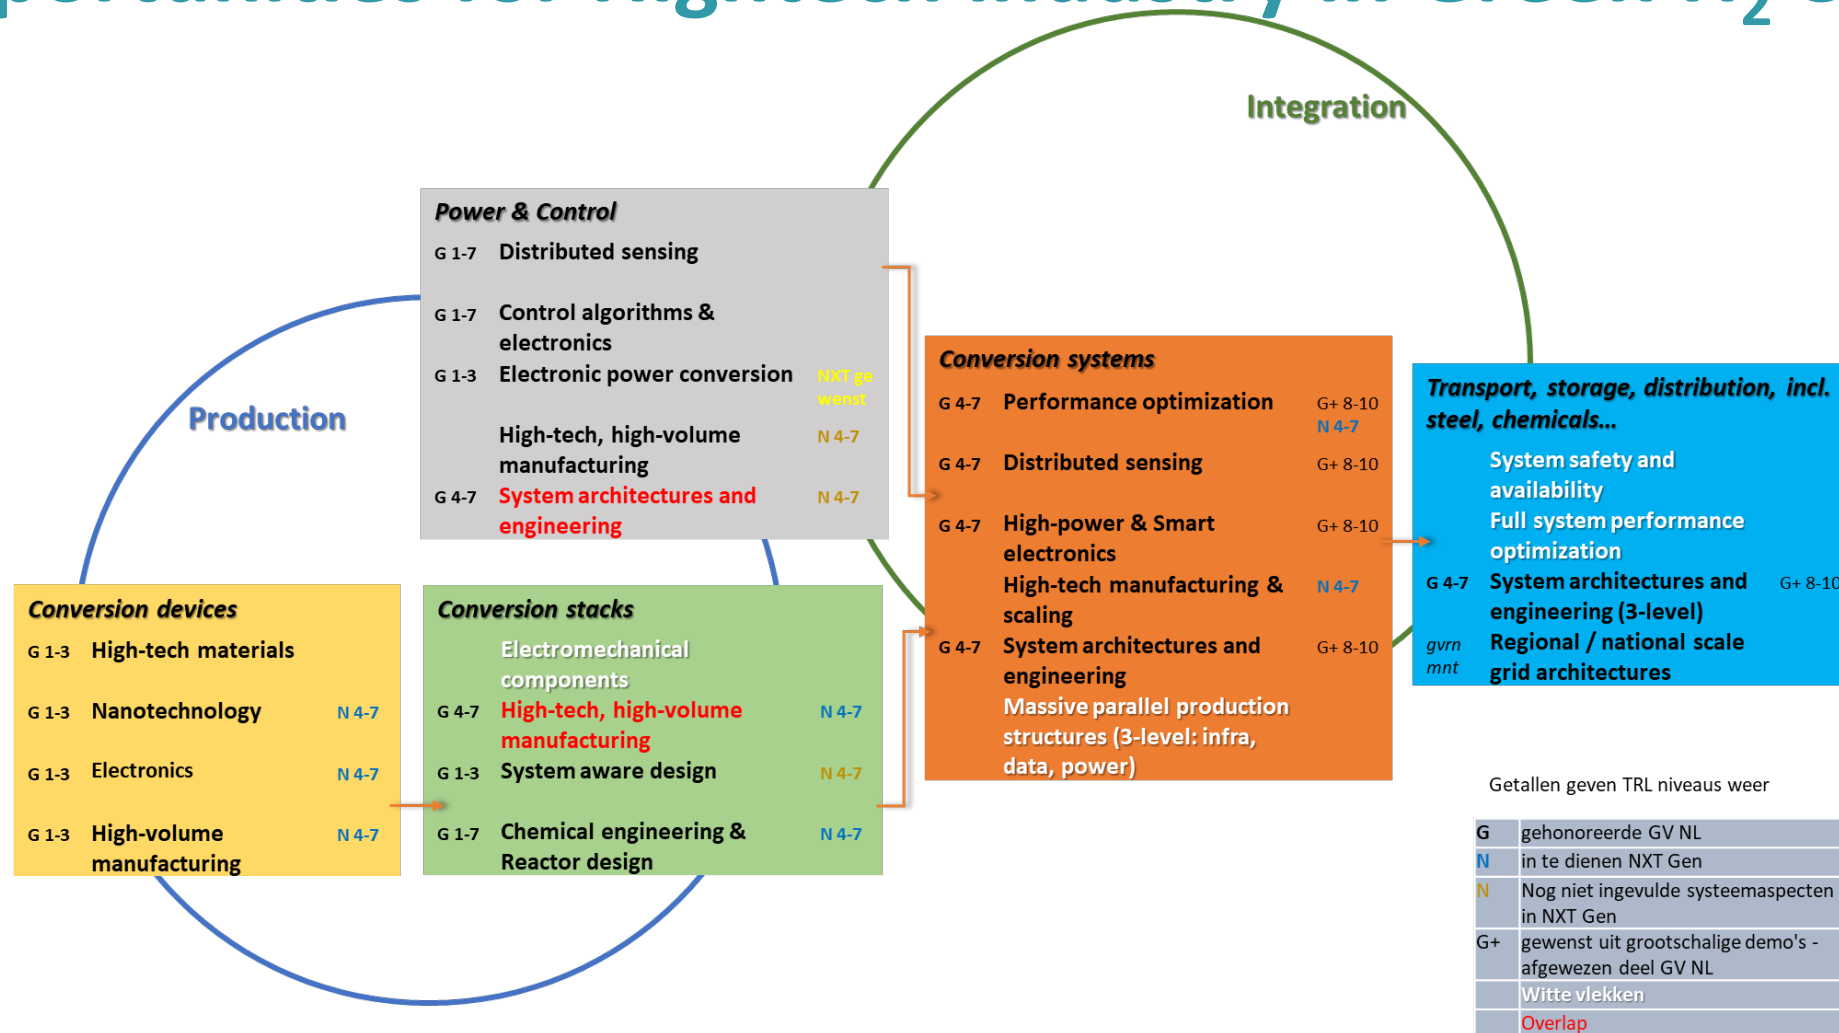 portunities for Hightech Industry in Green H2
Integration
Production
Power & Control
G 1-7 Distributed sensing
G 1-7 Control algorithms &
electronics
G 1-3 Electronic power conversion NXT ge
wenst
High-tech, high-volume N 4-7
manufacturing
G 4-7 System architectures and N 4-7
engineering
Conversion devices
G 1-3 High-tech materials
G 1-3 Nanotechnology N 4-7
G 1-3 Electronics N 4-7
G 1-3 High-volume N 4-7
manufacturing
Conversion stacks
Electromechanical
components
G 4-7 High-tech, high-volume N 4-7
manufacturing
G 1-3 System aware design N 4-7
G 1-7 Chemical engineering & N 4-7
Reactor design
Conversion systems
G 4-7 Performance optimization G+ 8-10
N 4-7
G 4-7 Distributed sensing G+ 8-10
G 4-7 High-power & Smart G+ 8-10
electronics
High-tech manufacturing & N 4-7
scaling
G 4-7 System architectures and G+ 8-10
engineering
Massive parallel production
structures (3-level: infra,
data, power)
Transport, storage, distribution, incl.
steel, chemicals...
System safety and
availability
Full system performance
optimization
G 4-7 System architectures and G+ 8-10
engineering (3-level)
gvrn Regional / national scale
mnt grid architectures
Getallen geven TRL niveaus weer
G gehonoreerde GV NL
N in te dienen NXT Gen
N Nog niet ingevulde systeemaspecten
in NXT Gen
G+ gewenst uit grootschalige demo's -
afgewezen deel GV NL
Witte vlekken
Overlap